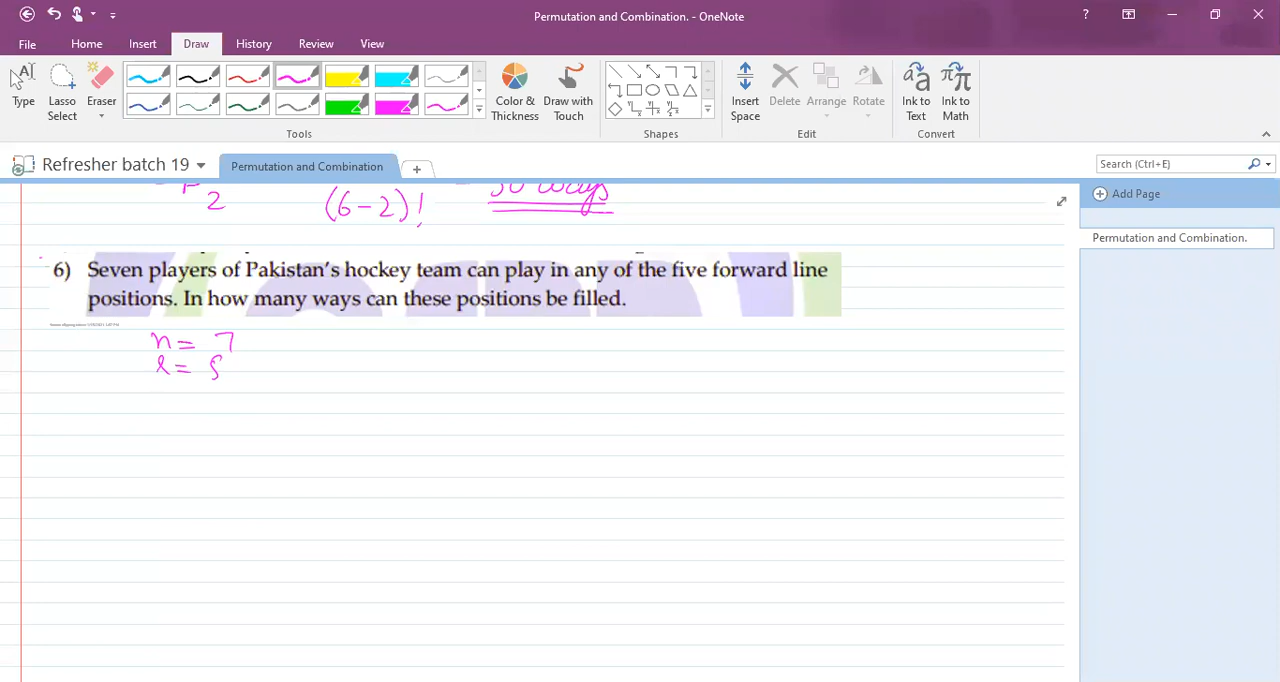 Permutation and Combination. - OneNote
?
File Home Insert Draw History Review View
Type
Lasso Select
Eraser
Color & Thickness
Draw with Touch
Insert Space
Delete
Arrange
Rotate
Ink to Text
Ink to Math
Tools
Shapes
Edit
Convert
Refresher batch 19
Permutation and Combination
Search (Ctrl+E)
Add Page
Permutation and Combination.
P 2
(6-2)!
30 ways
6) Seven players of Pakistan's hockey team can play in any of the five forward line
positions. In how many ways can these positions be filled.
n = 7
r = 5